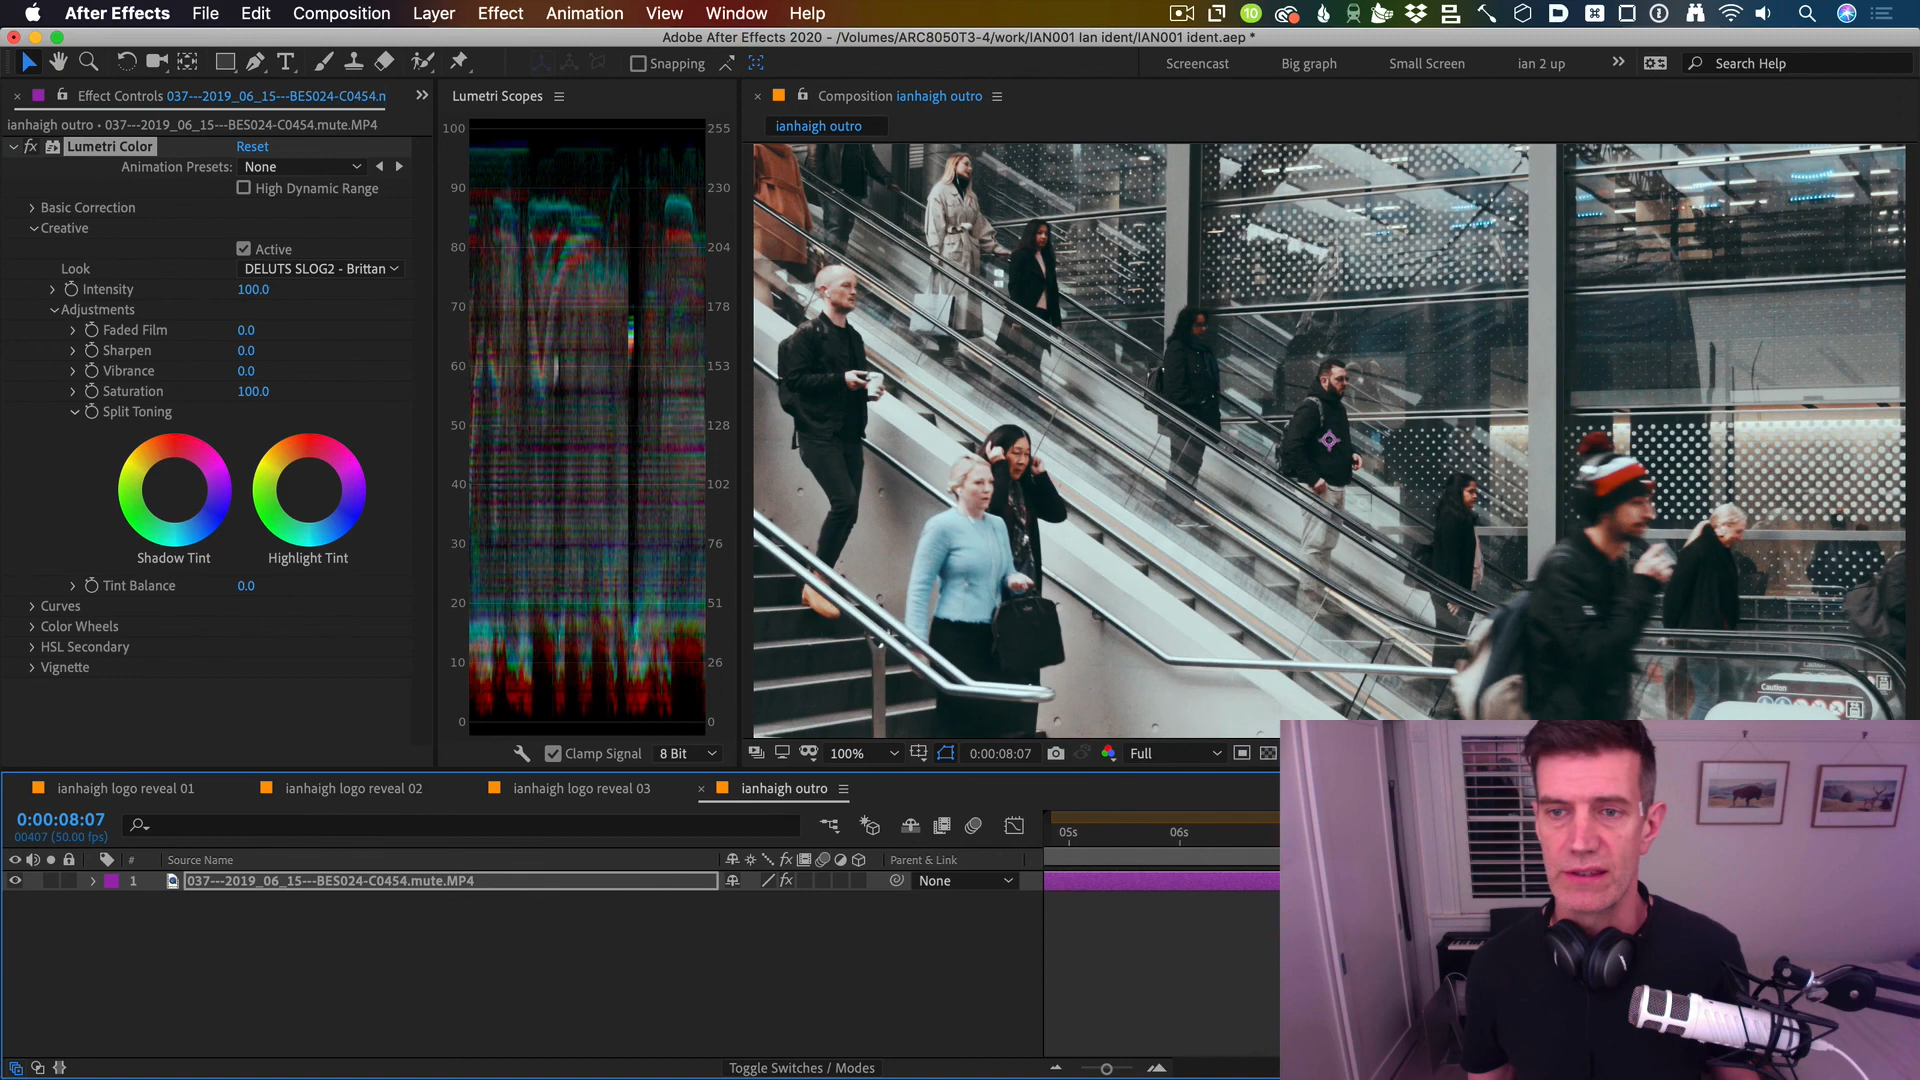 After Effects File Edit Composition Layer Effect Animation View Window Help
10
Adobe After Effects 2020 - /Volumes/ARC8050T3-4/work/IAN001 Ian ident/IAN001 ident.aep *
Snapping
Screencast Big graph Small Screen ian 2 up
Search Help
Effect Controls 037---2019_06_15---BES024-C0454.n
ianhaigh outro • 037---2019_06_15---BES024-C0454.mute.MP4
fx Lumetri Color Reset
Animation Presets: None
High Dynamic Range
Basic Correction
Creative
Active
Look DELUTS SLOG2 - Brittan
Intensity 100.0
Adjustments
Faded Film 0.0
Sharpen 0.0
Vibrance 0.0
Saturation 100.0
Split Toning
Shadow Tint Highlight Tint
Tint Balance 0.0
Curves
Color Wheels
HSL Secondary
Vignette
Lumetri Scopes
100 255
90 230
80 204
70 178
60 153
50 128
40 102
30 76
20 51
10 26
0 0
Clamp Signal 8 Bit
Composition ianhaigh outro
ianhaigh outro
Caution
Caution
100% 0:00:08:07 Full
ianhaigh logo reveal 01 ianhaigh logo reveal 02 ianhaigh logo reveal 03 ianhaigh outro
0:00:08:07
00407 (50.00 fps)
05s 06s
# Source Name fx Parent & Link
1 037---2019_06_15---BES024-C0454.mute.MP4 fx None
Toggle Switches / Modes